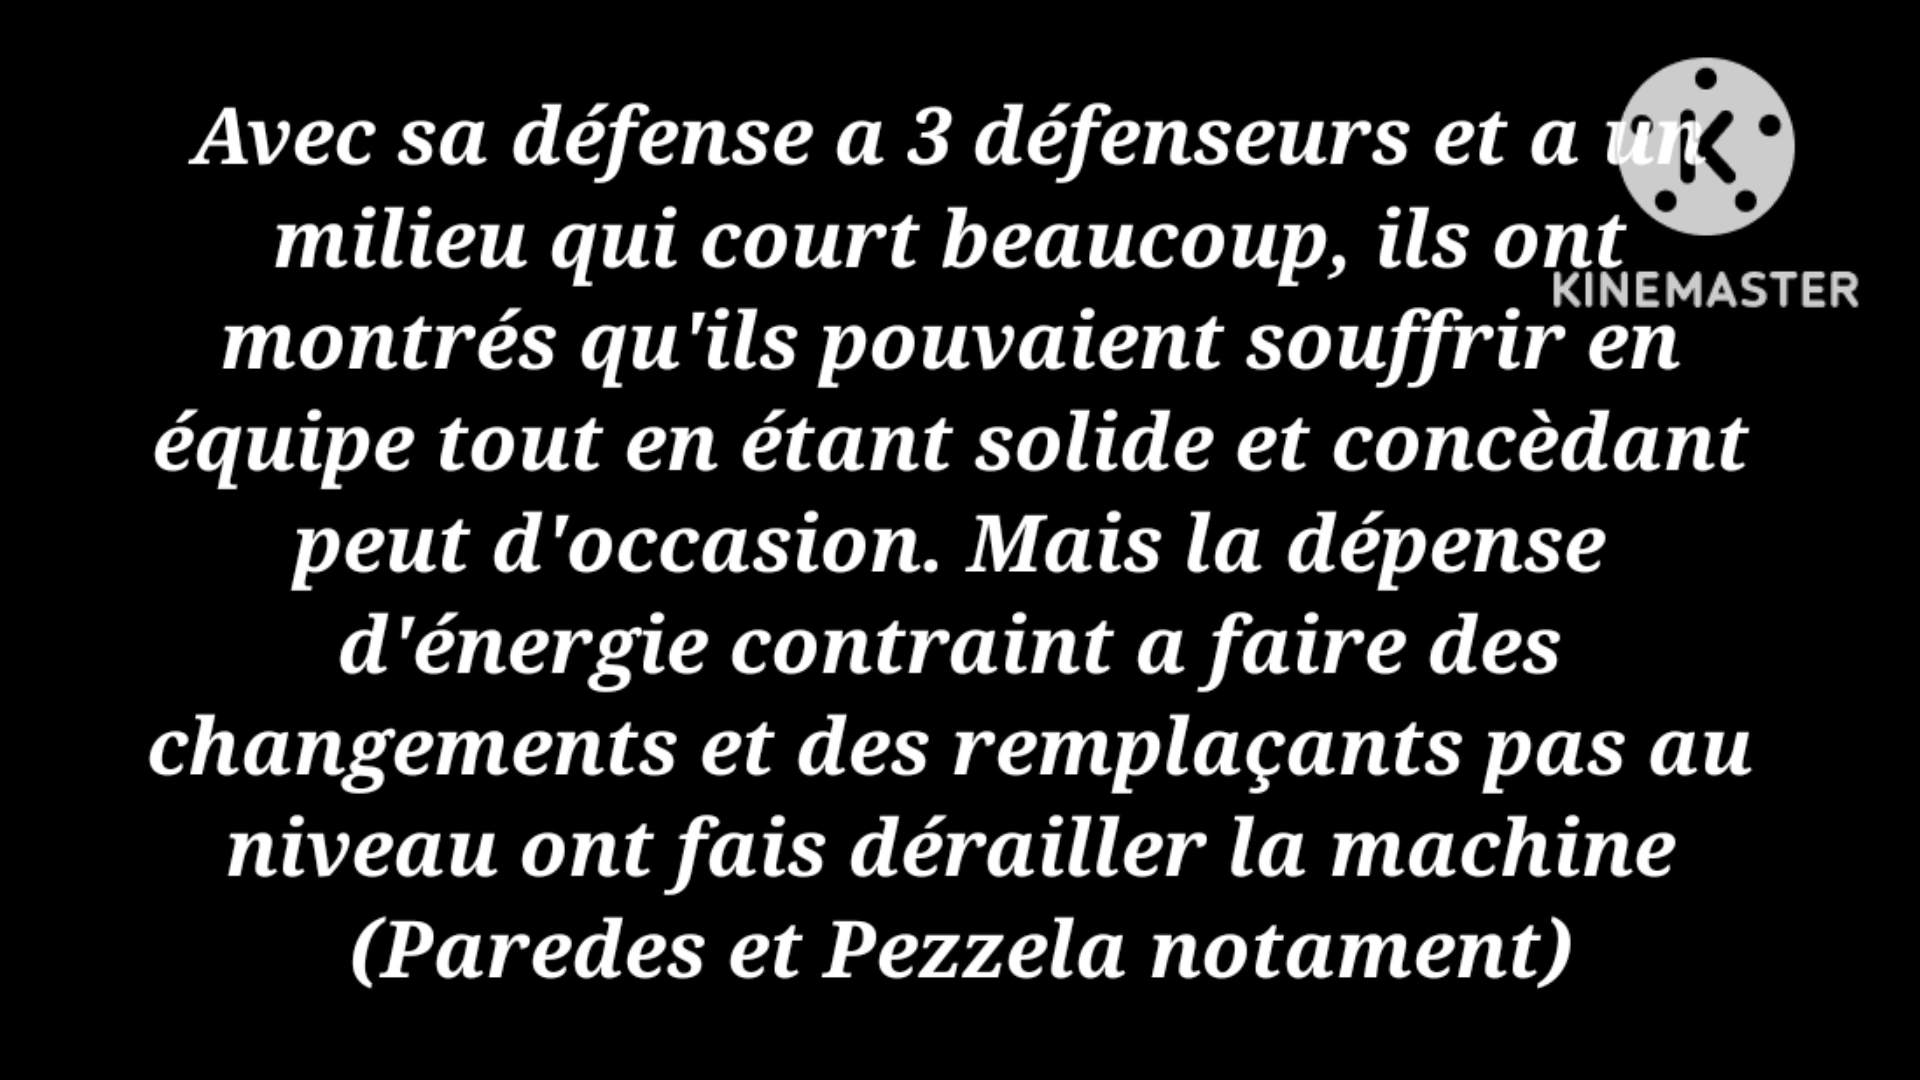 Avec sa défense a 3 défenseurs et a un
milieu qui court beaucoup, ils ont
KINEMASTER
montrés qu'ils pouvaient souffrir en
équipe tout en étant solide et concèdant
peut d'occasion. Mais la dépense
d'énergie contraint a faire des
changements et des remplaçants pas au
niveau ont fais dérailler la machine
(Paredes et Pezzela notament)